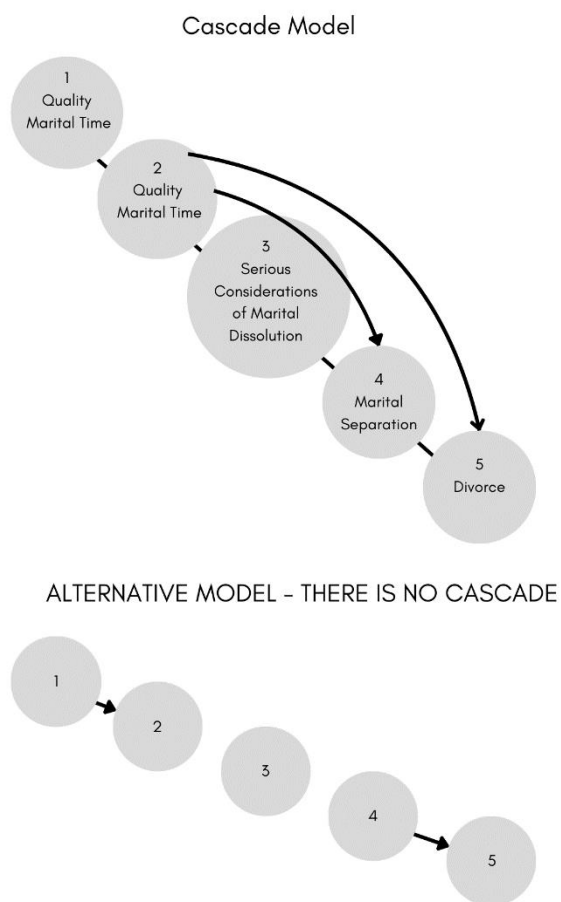 Cascade Model
1
Quality
Marital Time
2
Quality
Marital Time
3
Serious
Considerations
of Marital
Dissolution
4
Marital
Separation
5
Divorce
ALTERNATIVE MODEL - THERE IS NO CASCADE
1
2
3
4
5